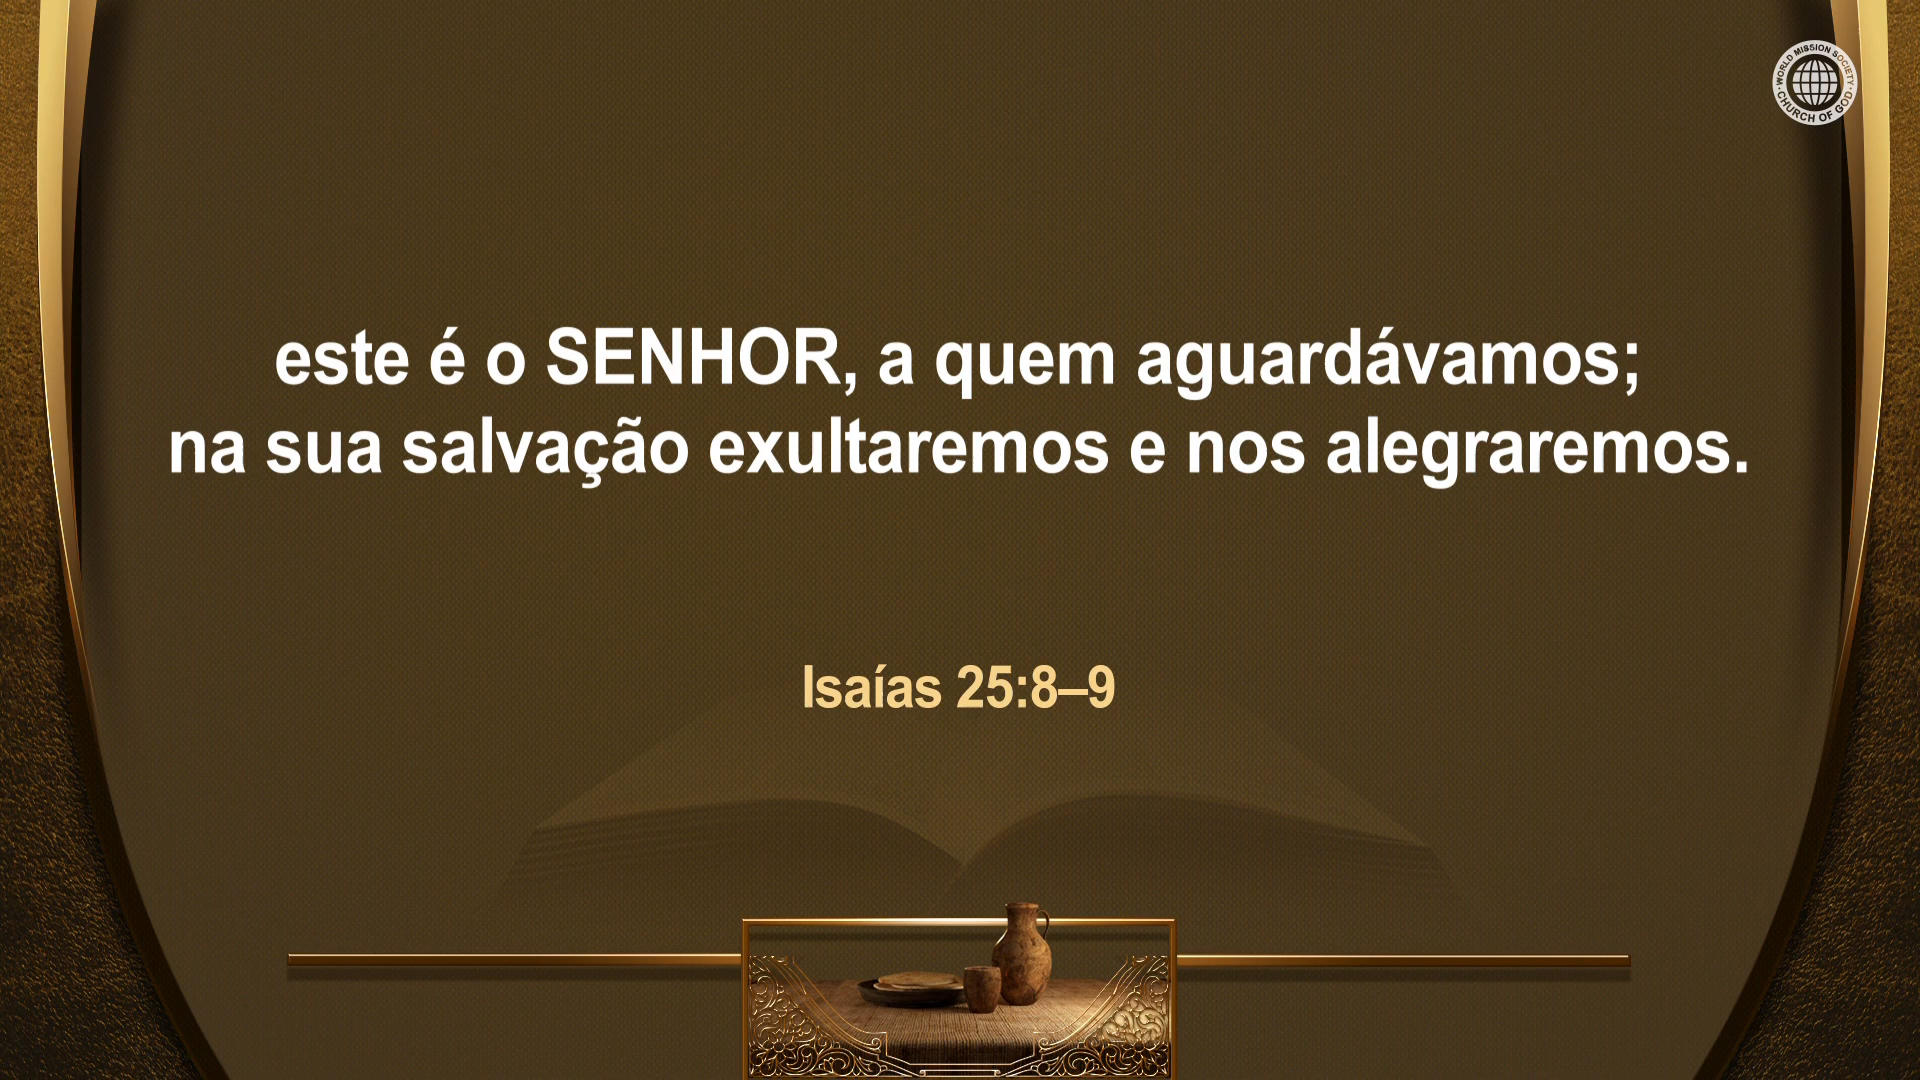 WORLD MISSION SOCIETY
CHURCH OF GOD
este é o SENHOR, a quem aguardávamos;
na sua salvação exultaremos e nos alegraremos.
Isaías 25:8–9